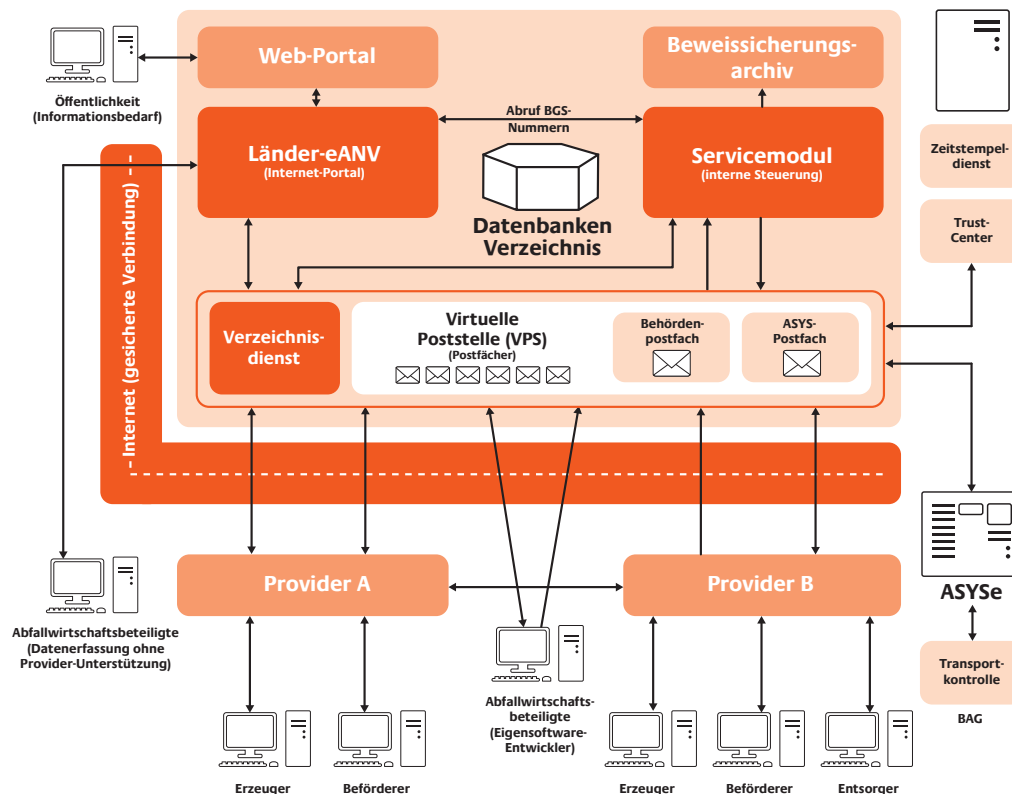 Web-Portal
Beweissicherungs-
archiv
Öffentlichkeit
(Informationsbedarf)
Abruf BGS-
Nummern
Länder-eANV
(Internet-Portal)
Servicemodul
(interne Steuerung)
Zeitstempel-
dienst
Datenbanken
Verzeichnis
Trust-
Center
Internet (gesicherte Verbindung)
Verzeichnis-
dienst
Virtuelle
Poststelle (VPS)
(Postfächer)
Behörden-
postfach
ASYS-
Postfach
Provider A
Provider B
ASYSe
Abfallwirtschaftsbeteiligte
(Datenerfassung ohne
Provider-Unterstützung)
Transport-
kontrolle
BAG
Abfallwirtschafts-
beteiligte
(Eigensoftware-
Entwickler)
Erzeuger
Beförderer
Erzeuger
Beförderer
Entsorger